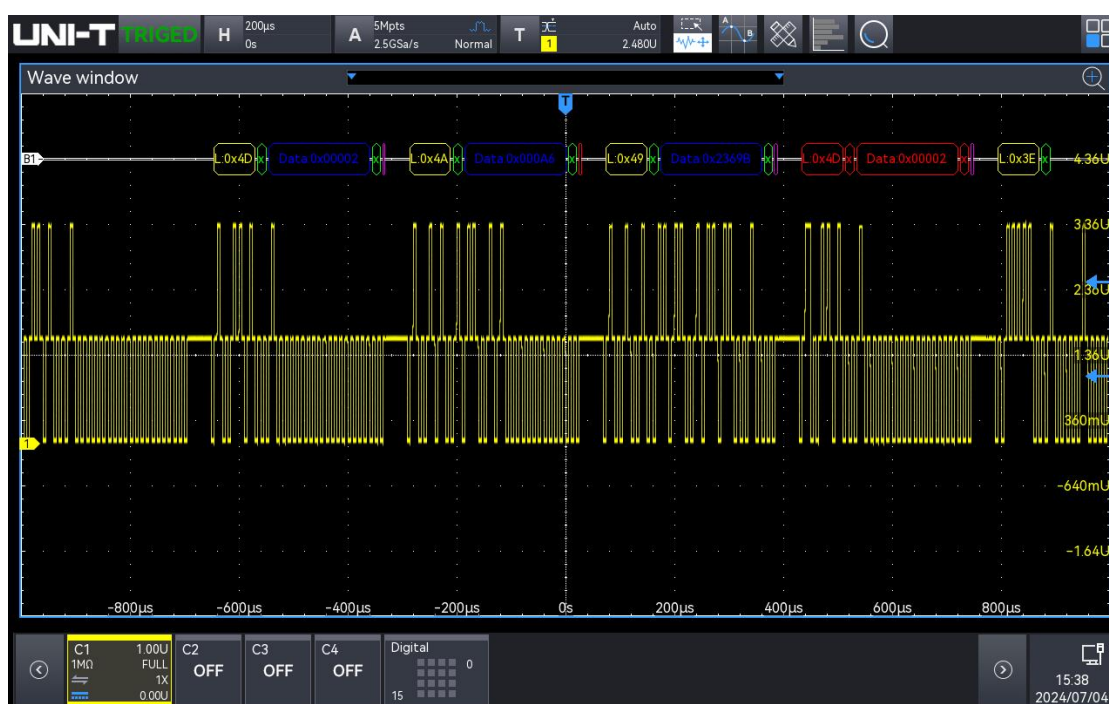 UNI-T TRIGED H 200μs 0s A 5Mpts 2.5GSa/s Normal T 1 Auto 2.480U A B
Wave window
T
B1 L:0x4D x Data:0x00002 x L:0x4A x Data:0x000A6 x L:0x49 x Data:0x2369B x L:0x4D x Data:0x00002 x L:0x3E x 4.36U
3.36U
2.36U
1.36U
1 360mU
-640mU
-1.64U
-800μs -600μs -400μs -200μs 0s 200μs 400μs 600μs 800μs
C1 1.00U C2 C3 C4 Digital
1MΩ FULL OFF OFF OFF 0
1X
0.00U 15
15:38
2024/07/04